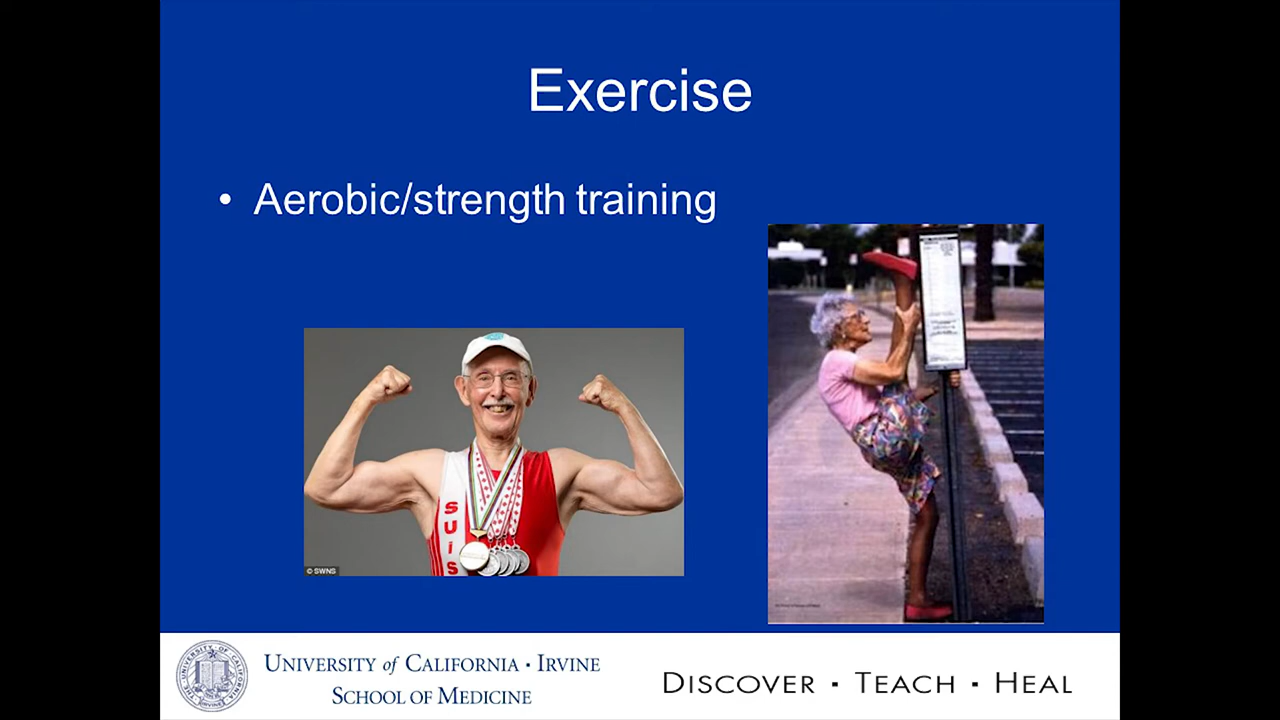 Exercise
• Aerobic/strength training
suis
© SWNS
UNIVERSITY of CALIFORNIA · IRVINE
SCHOOL OF MEDICINE
DISCOVER ▪ TEACH ▪ HEAL